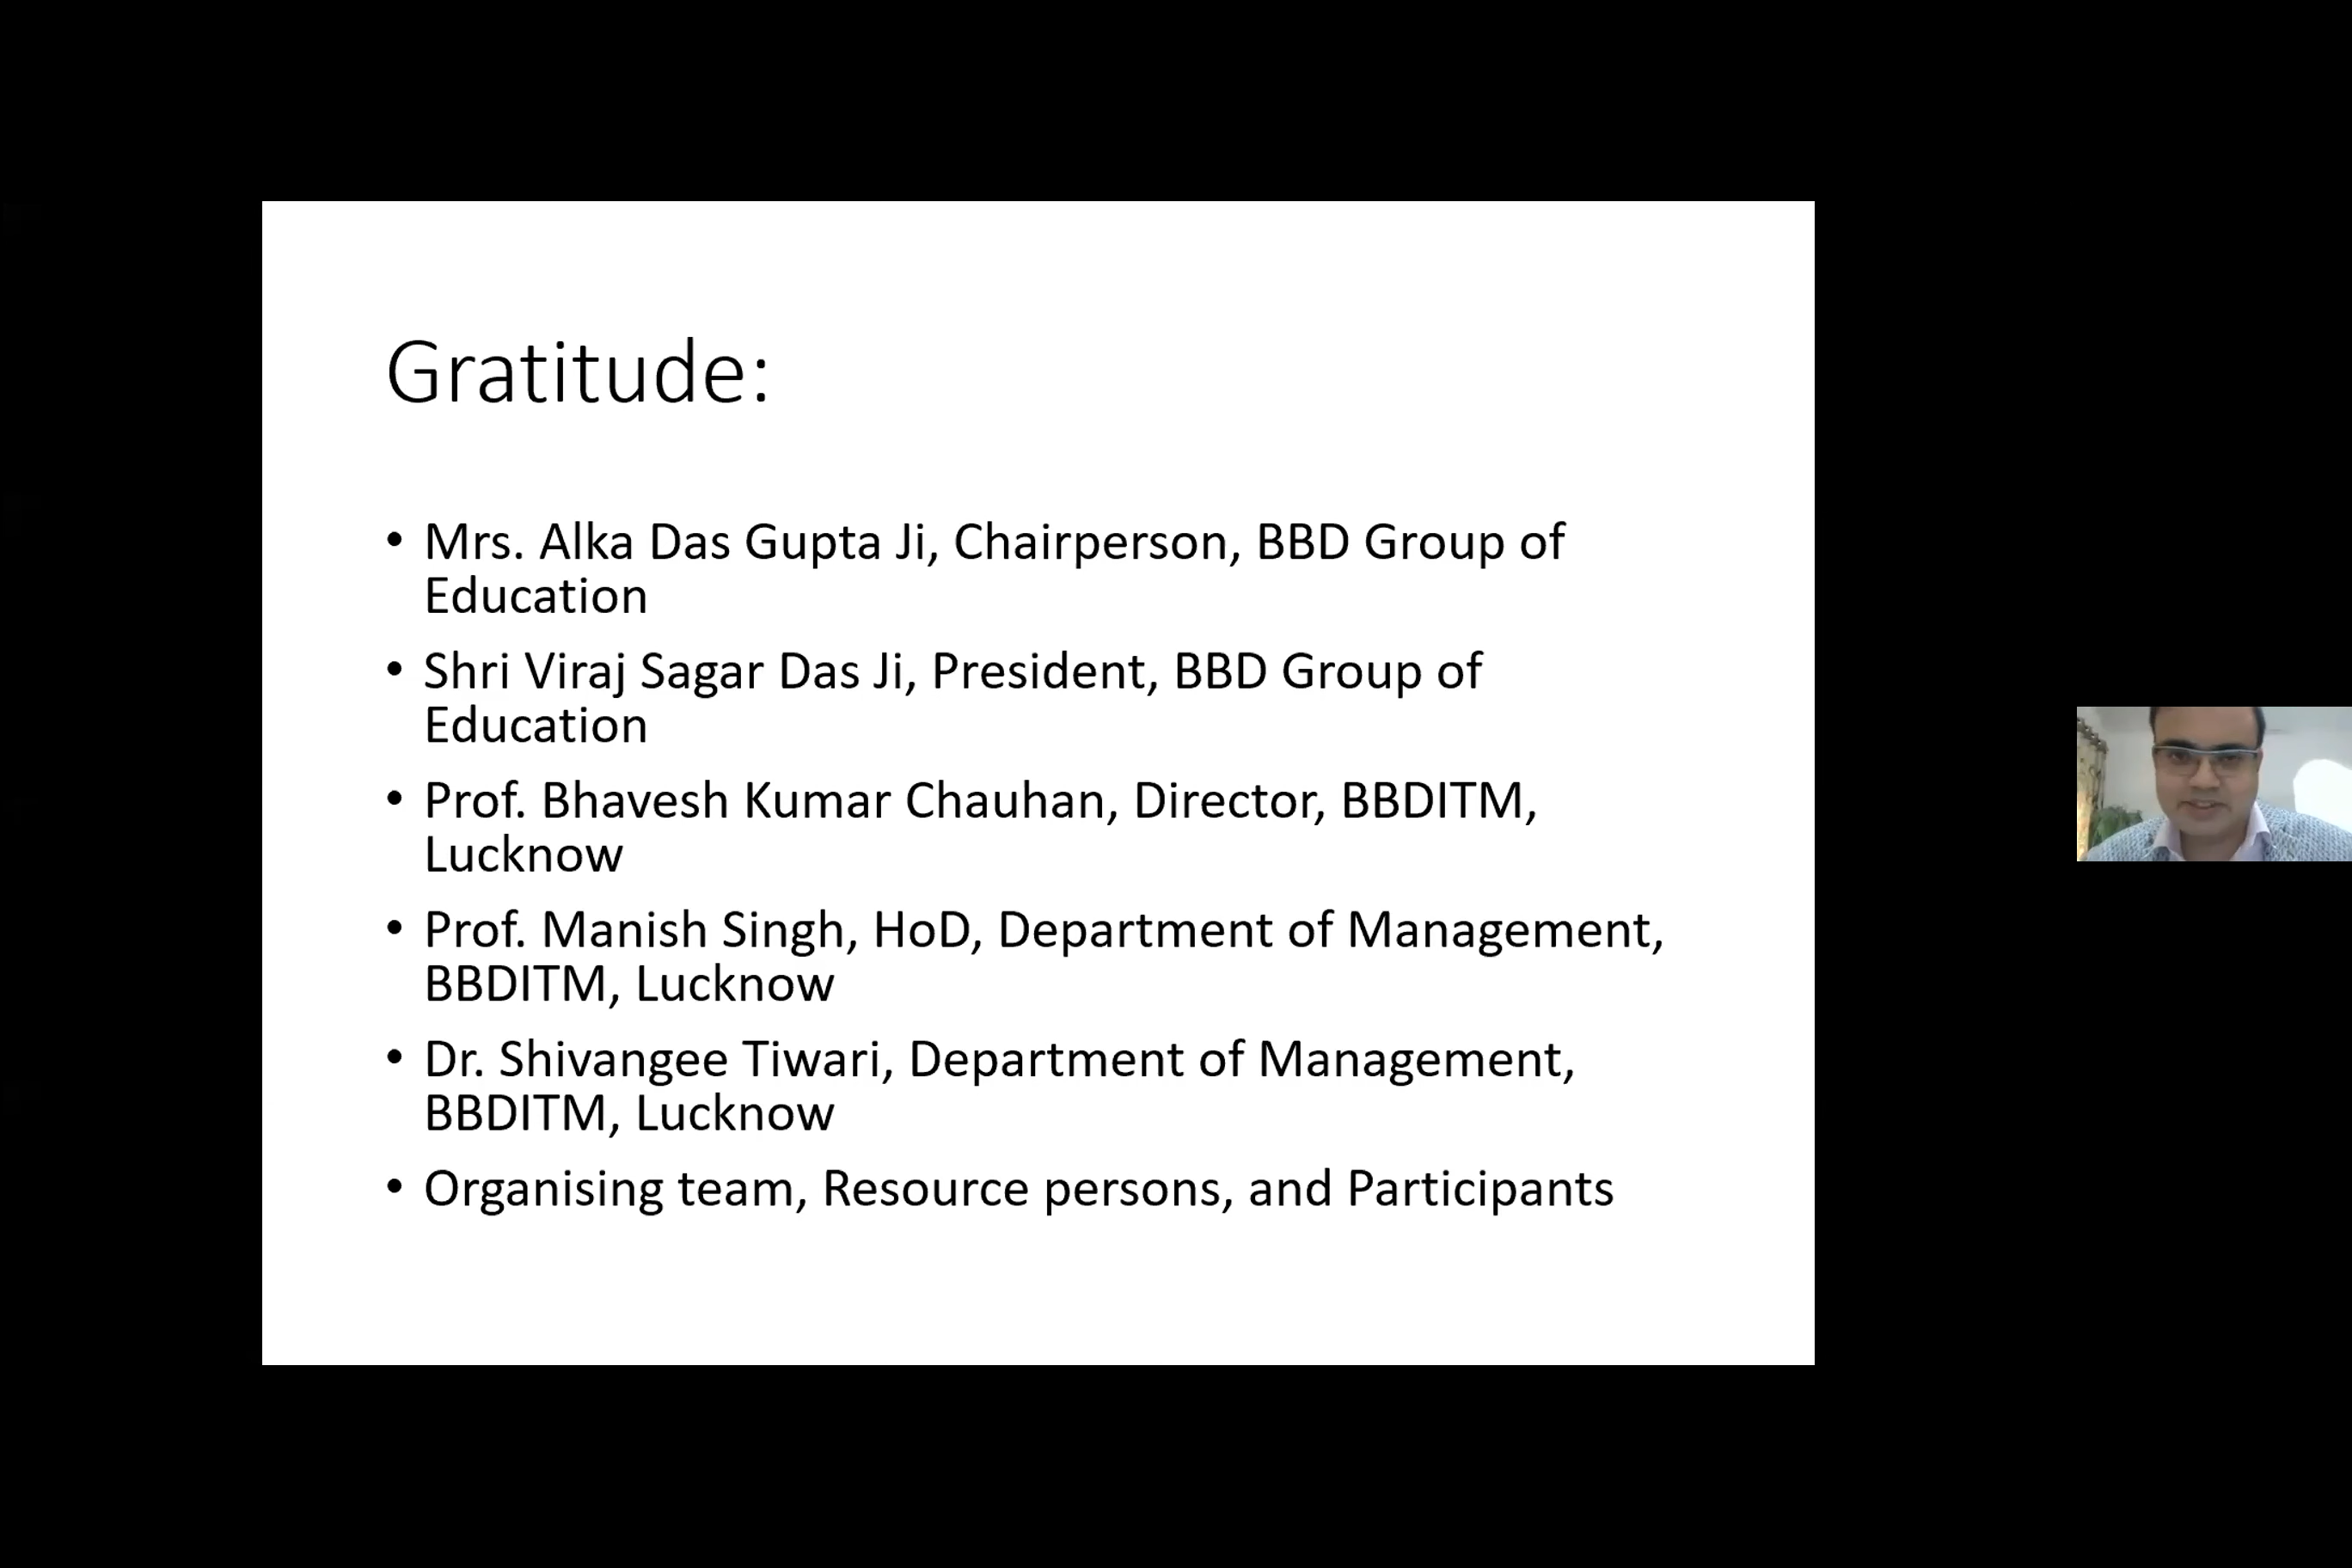 Gratitude:
• Mrs. Alka Das Gupta Ji, Chairperson, BBD Group of
Education
• Shri Viraj Sagar Das Ji, President, BBD Group of
Education
• Prof. Bhavesh Kumar Chauhan, Director, BBDITM,
Lucknow
• Prof. Manish Singh, HoD, Department of Management,
BBDITM, Lucknow
• Dr. Shivangee Tiwari, Department of Management,
BBDITM, Lucknow
• Organising team, Resource persons, and Participants